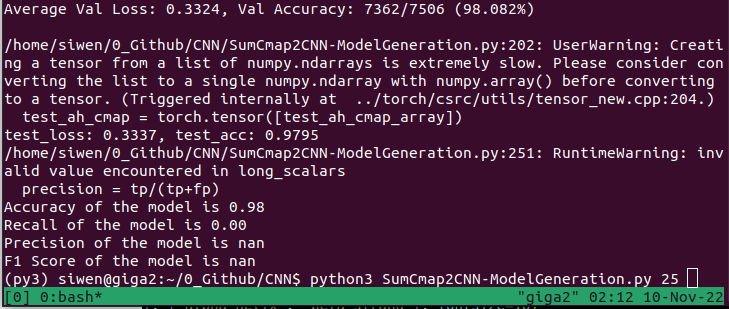 Average Val Loss: 0.3324, Val Accuracy: 7362/7506 (98.082%)
/home/siwen/0_Github/CNN/SumCmap2CNN-ModelGeneration.py:202: UserWarning: Creati
ng a tensor from a list of numpy.ndarrays is extremely slow. Please consider con
verting the list to a single numpy.ndarray with numpy.array() before converting
to a tensor. (Triggered internally at  ../torch/csrc/utils/tensor_new.cpp:204.)
  test_ah_cmap = torch.tensor([test_ah_cmap_array])
test_loss: 0.3337, test_acc: 0.9795
/home/siwen/0_Github/CNN/SumCmap2CNN-ModelGeneration.py:251: RuntimeWarning: inv
alid value encountered in long_scalars
  precision = tp/(tp+fp)
Accuracy of the model is 0.98
Recall of the model is 0.00
Precision of the model is nan
F1 Score of the model is nan
(py3) siwen@giga2:~/0_Github/CNN$ python3 SumCmap2CNN-ModelGeneration.py 25
[0] 0:bash* "giga2" 02:12 10-Nov-22